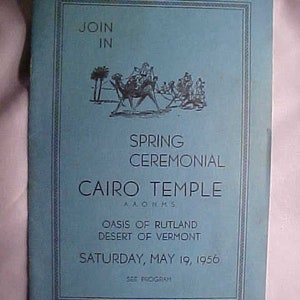 JOIN
IN
SPRING
CEREMONIAL
CAIRO TEMPLE
A. A. O. N. M. S.
OASIS OF RUTLAND
DESERT OF VERMONT
SATURDAY, MAY 19, 1956
SEE PROGRAM